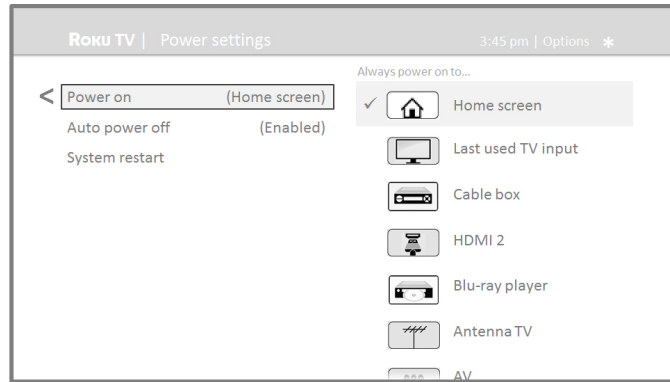 Roku TV | Power settings
3:45 pm | Options *
Always power on to...
< Power on (Home screen)
Auto power off (Enabled)
System restart
✓ Home screen
Last used TV input
Cable box
HDMI 2
Blu-ray player
Antenna TV
AV